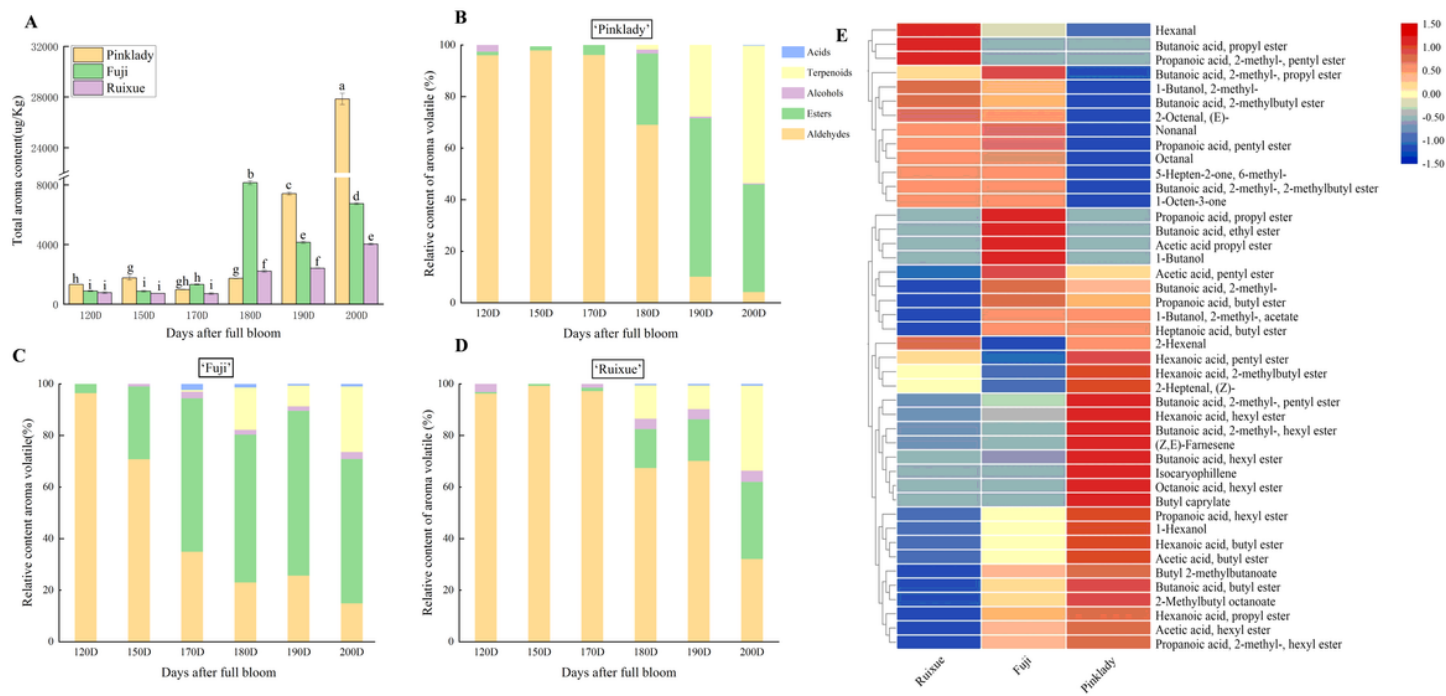 A
Total aroma content(ug/Kg)
32000
28000
24000
8000
4000
0
Pinklady
Fuji
Ruixue
h i i
g i i
gh h i
g b f
c e f
a d e
120D 150D 170D 180D 190D 200D
Days after full bloom
B
'Pinklady'
Relative content of aroma volatile (%)
100
80
60
40
20
0
120D 150D 170D 180D 190D 200D
Days after full bloom
Acids
Terpenoids
Alcohols
Esters
Aldehydes
C
'Fuji'
Relative content aroma volatile(%)
100
80
60
40
20
0
120D 150D 170D 180D 190D 200D
Days after full bloom
D
'Ruixue'
Relative content of aroma volatile (%)
100
80
60
40
20
0
120D 150D 170D 180D 190D 200D
Days after full bloom
E
Hexanal
Butanoic acid, propyl ester
Propanoic acid, 2-methyl-, pentyl ester
Butanoic acid, 2-methyl-, propyl ester
1-Butanol, 2-methyl-
Butanoic acid, 2-methylbutyl ester
2-Octenal, (E)-
Nonanal
Propanoic acid, pentyl ester
Octanal
5-Hepten-2-one, 6-methyl-
Butanoic acid, 2-methyl-, 2-methylbutyl ester
1-Octen-3-one
Propanoic acid, propyl ester
Butanoic acid, ethyl ester
Acetic acid propyl ester
1-Butanol
Acetic acid, pentyl ester
Butanoic acid, 2-methyl-
Propanoic acid, butyl ester
1-Butanol, 2-methyl-, acetate
Heptanoic acid, butyl ester
2-Hexenal
Hexanoic acid, pentyl ester
Hexanoic acid, 2-methylbutyl ester
2-Heptenal, (Z)-
Butanoic acid, 2-methyl-, pentyl ester
Hexanoic acid, hexyl ester
Butanoic acid, 2-methyl-, hexyl ester
(Z,E)-Farnesene
Butanoic acid, hexyl ester
Isocaryophillene
Octanoic acid, hexyl ester
Butyl caprylate
Propanoic acid, hexyl ester
1-Hexanol
Hexanoic acid, butyl ester
Acetic acid, butyl ester
Butyl 2-methylbutanoate
Butanoic acid, butyl ester
2-Methylbutyl octanoate
Hexanoic acid, propyl ester
Acetic acid, hexyl ester
Propanoic acid, 2-methyl-, hexyl ester
Ruixue Fuji Pinklady
1.50
1.00
0.50
0.00
-0.50
-1.00
-1.50